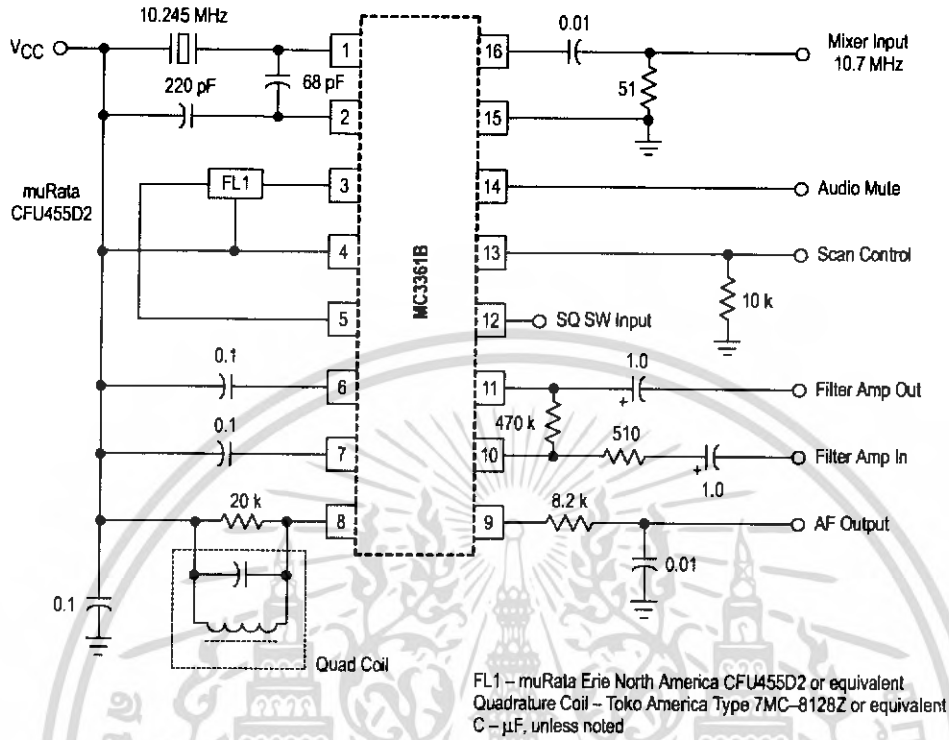 10.245 MHz
VCC
220 pF
68 pF
muRata
CFU455D2
FL1
0.1
0.1
20 k
0.1
Quad Coil
1
2
3
4
5
6
7
8
MC3361B
16
15
14
13
12
11
10
9
0.01
51
Mixer Input
10.7 MHz
Audio Mute
Scan Control
10 k
SQ SW Input
1.0
+
Filter Amp Out
470 k
510
+
1.0
Filter Amp In
8.2 k
AF Output
0.01
FL1 – muRata Erie North America CFU455D2 or equivalent
Quadrature Coil – Toko America Type 7MC–8128Z or equivalent
C – µF, unless noted